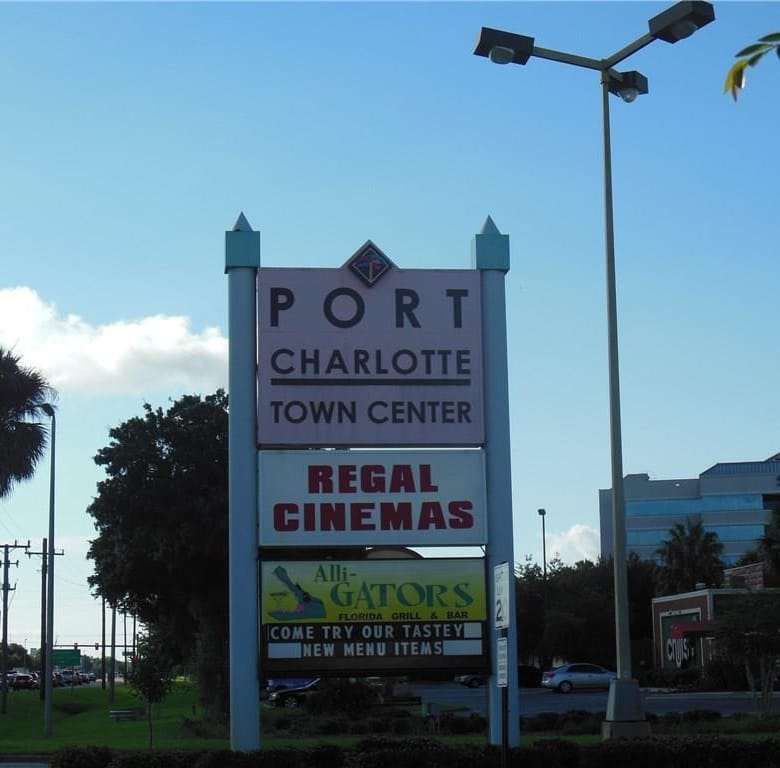 PORT
CHARLOTTE
TOWN CENTER
REGAL
CINEMAS
Alli-
GATORS
FLORIDA GRILL & BAR
COME TRY OUR TASTEY
NEW MENU ITEMS